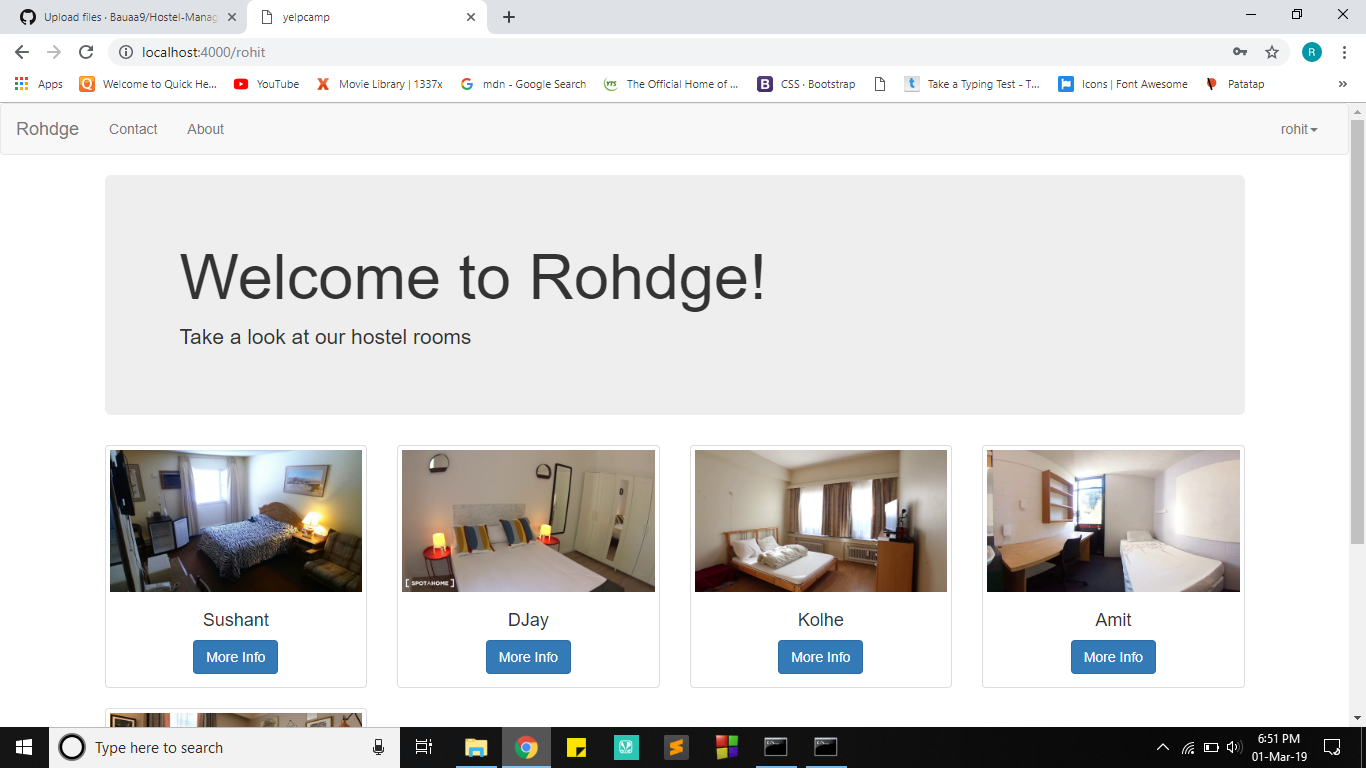 Upload files · Bauaa9/Hostel-Manag
yelpcamp
localhost:4000/rohit
R
Apps
Welcome to Quick He...
YouTube
Movie Library | 1337x
mdn - Google Search
The Official Home of ...
CSS · Bootstrap
Take a Typing Test - T...
Icons | Font Awesome
Patatap
Rohdge
Contact
About
rohit
Welcome to Rohdge!
Take a look at our hostel rooms
[ SPOTAHOME ]
Sushant
DJay
Kolhe
Amit
More Info
More Info
More Info
More Info
Type here to search
6:51 PM
01-Mar-19